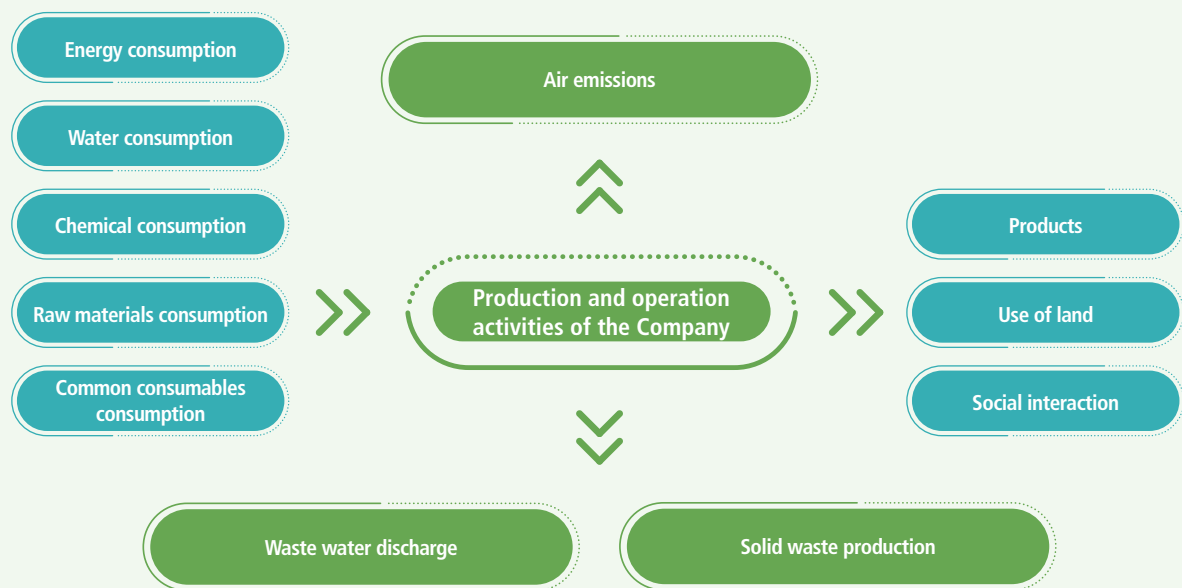 Energy consumption
Water consumption
Chemical consumption
Raw materials consumption
Common consumables
consumption
Air emissions
Production and operation
activities of the Company
Waste water discharge
Solid waste production
Products
Use of land
Social interaction